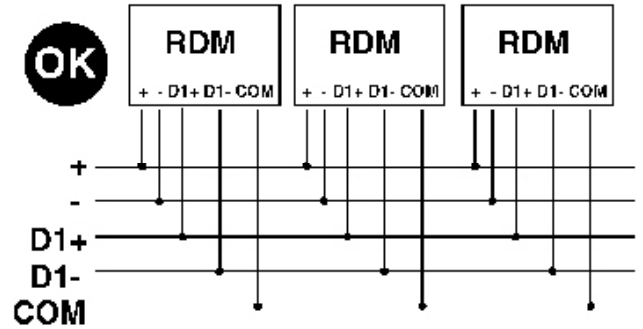 OK
RDM RDM RDM
+ - D1+ D1- COM + - D1+ D1- COM + - D1+ D1- COM
+
-
D1+
D1-
COM